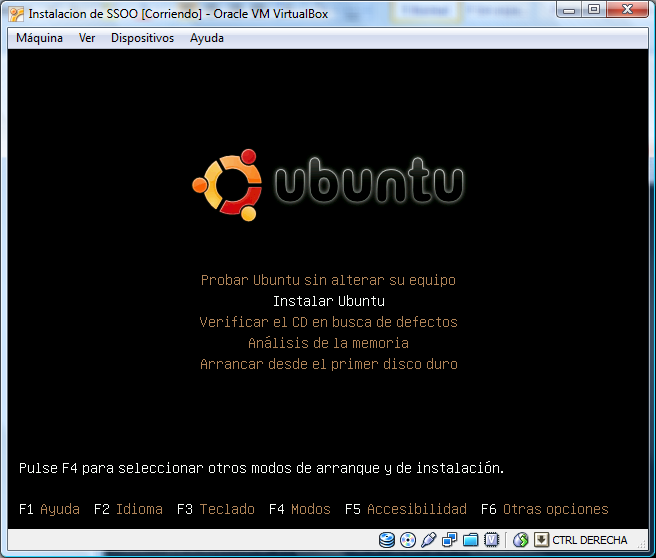 Instalacion de SSOO [Corriendo] - Oracle VM VirtualBox
Máquina Ver Dispositivos Ayuda
ubuntu
Probar Ubuntu sin alterar su equipo
Instalar Ubuntu
Verificar el CD en busca de defectos
Análisis de la memoria
Arrancar desde el primer disco duro
Pulse F4 para seleccionar otros modos de arranque y de instalación.
F1 Ayuda F2 Idioma F3 Teclado F4 Modos F5 Accesibilidad F6 Otras opciones
CTRL DERECHA